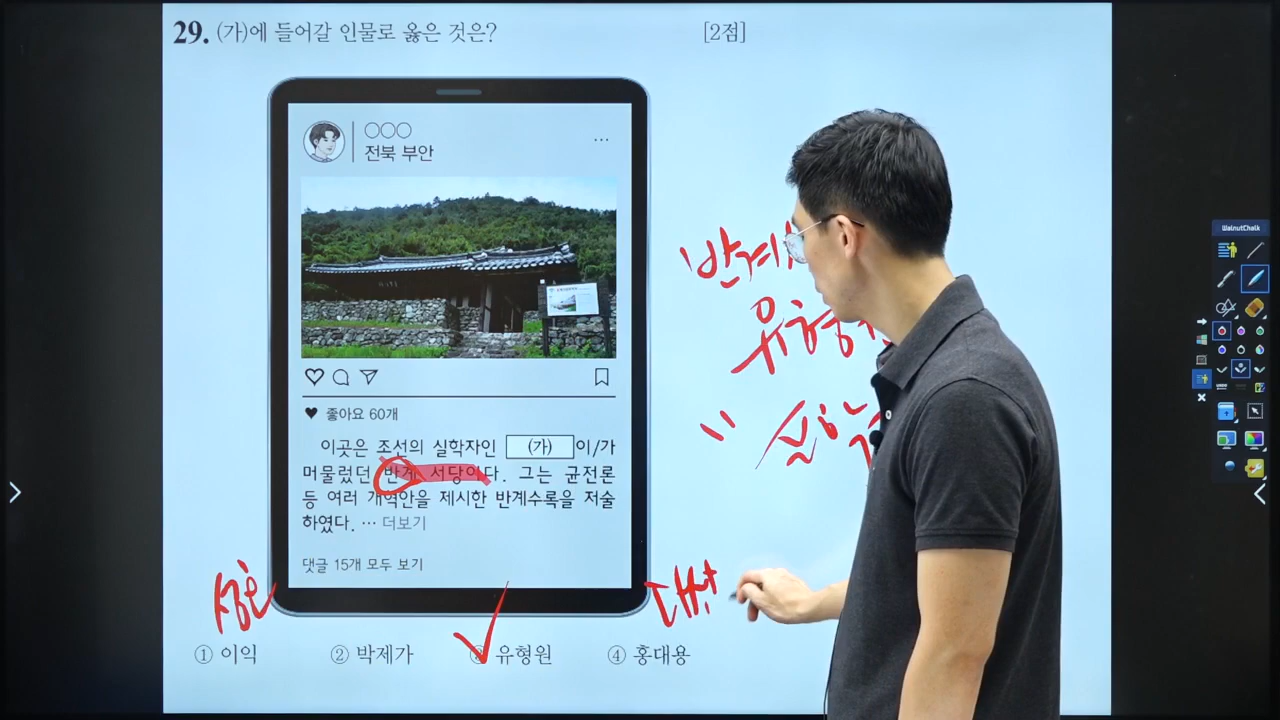 29. (가)에 들어갈 인물로 옳은 것은? [2점]
○○○
전북 부안
좋아요 60개
이곳은 조선의 실학자인 (가) 이/가
머물렀던 반계 서당이다. 그는 균전론
등 여러 개혁안을 제시한 반계수록을 저술
하였다. … 더보기
댓글 15개 모두 보기
① 이익 ② 박제가 ③ 유형원 ④ 홍대용
반계
유형
실학
성호
WalnutChalk